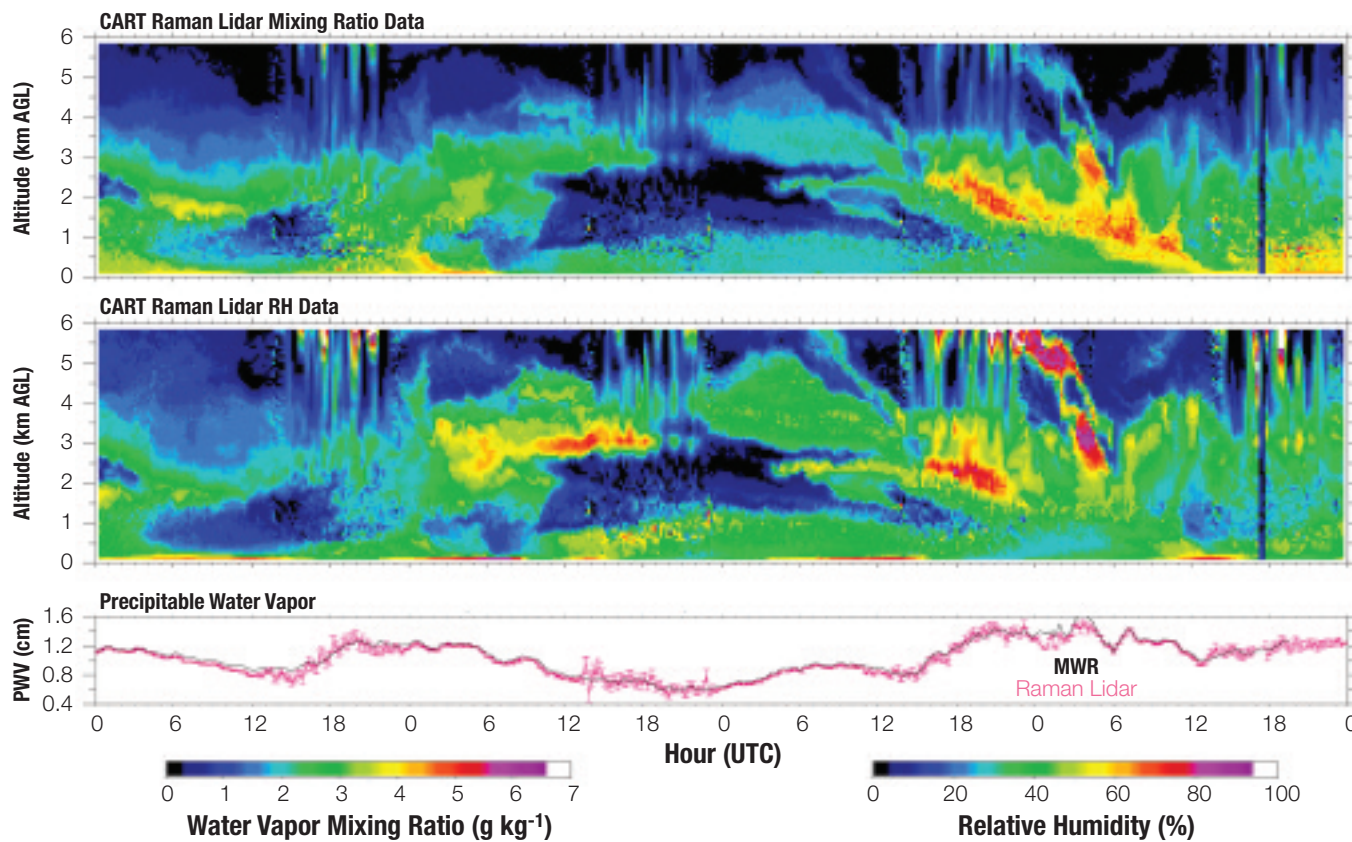 CART Raman Lidar Mixing Ratio Data
6
5
4
3
2
1
0
Altitude (km AGL)
CART Raman Lidar RH Data
6
5
4
3
2
1
0
Altitude (km AGL)
Precipitable Water Vapor
1.6
1.2
0.8
0.4
PWV (cm)
MWR
Raman Lidar
0 6 12 18 0 6 12 18 0 6 12 18 0 6 12 18 0
Hour (UTC)
0 1 2 3 4 5 6 7
Water Vapor Mixing Ratio (g kg⁻¹)
0 20 40 60 80 100
Relative Humidity (%)